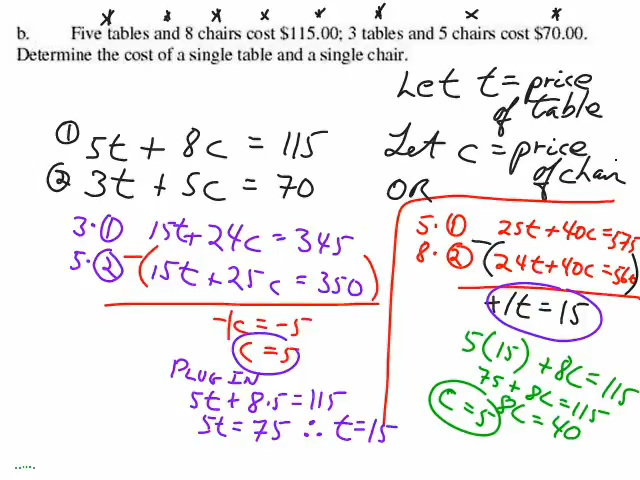 b. Five tables and 8 chairs cost $115.00; 3 tables and 5 chairs cost $70.00.
Determine the cost of a single table and a single chair.
Let t = price
of table
① 5t + 8c = 115
② 3t + 5c = 70
Let c = price
of chair
OR
3·① 15t + 24c = 345
5·② -(15t + 25c = 350)
-1c = -5
c = 5
PLUG IN
5t + 8·5 = 115
5t = 75 ∴ t = 15
5·① 25t + 40c = 575
8·② -(24t + 40c = 560)
+1t = 15
5(15) + 8c = 115
75 + 8c = 115
8c = 40
c = 5